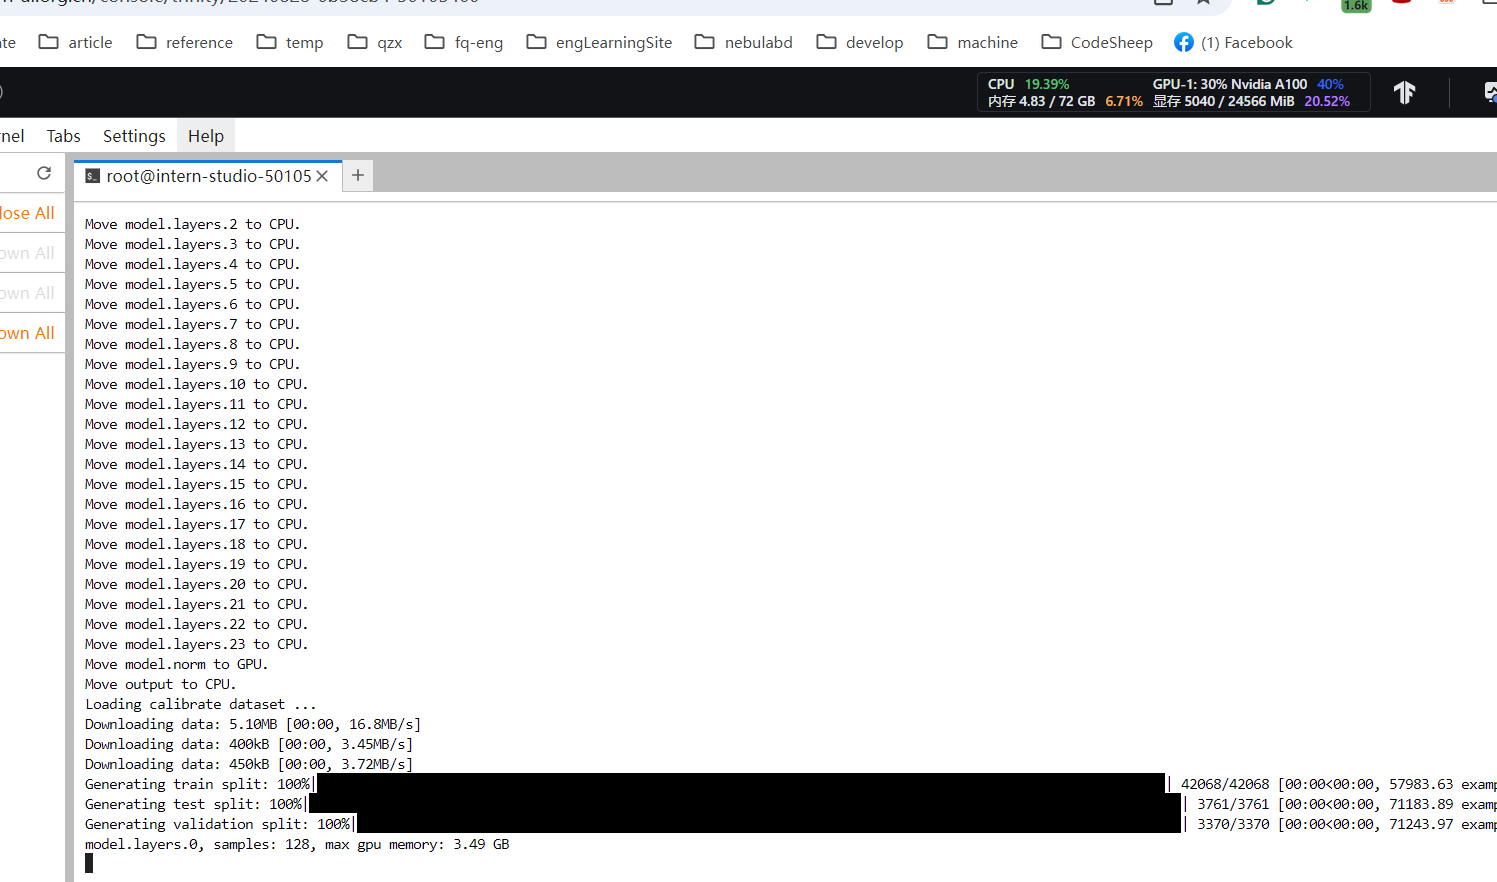 1.6k
article reference temp qzx fq-eng engLearningSite nebulabd develop machine CodeSheep (1) Facebook
CPU 19.39% GPU-1: 30% Nvidia A100 40%
内存 4.83 / 72 GB 6.71% 显存 5040 / 24566 MiB 20.52%
nel Tabs Settings Help
root@intern-studio-50105
lose All
own All
own All
own All
Move model.layers.2 to CPU.
Move model.layers.3 to CPU.
Move model.layers.4 to CPU.
Move model.layers.5 to CPU.
Move model.layers.6 to CPU.
Move model.layers.7 to CPU.
Move model.layers.8 to CPU.
Move model.layers.9 to CPU.
Move model.layers.10 to CPU.
Move model.layers.11 to CPU.
Move model.layers.12 to CPU.
Move model.layers.13 to CPU.
Move model.layers.14 to CPU.
Move model.layers.15 to CPU.
Move model.layers.16 to CPU.
Move model.layers.17 to CPU.
Move model.layers.18 to CPU.
Move model.layers.19 to CPU.
Move model.layers.20 to CPU.
Move model.layers.21 to CPU.
Move model.layers.22 to CPU.
Move model.layers.23 to CPU.
Move model.norm to GPU.
Move output to CPU.
Loading calibrate dataset ...
Downloading data: 5.10MB [00:00, 16.8MB/s]
Downloading data: 400kB [00:00, 3.45MB/s]
Downloading data: 450kB [00:00, 3.72MB/s]
Generating train split: 100%| | 42068/42068 [00:00<00:00, 57983.63 examp
Generating test split: 100%| | 3761/3761 [00:00<00:00, 71183.89 examp
Generating validation split: 100%| | 3370/3370 [00:00<00:00, 71243.97 examp
model.layers.0, samples: 128, max gpu memory: 3.49 GB